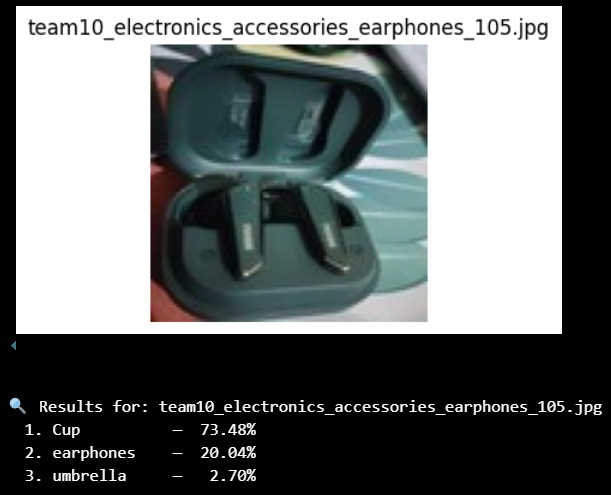 team10_electronics_accessories_earphones_105.jpg
🔍 Results for: team10_electronics_accessories_earphones_105.jpg
1. Cup — 73.48%
2. earphones — 20.04%
3. umbrella — 2.70%